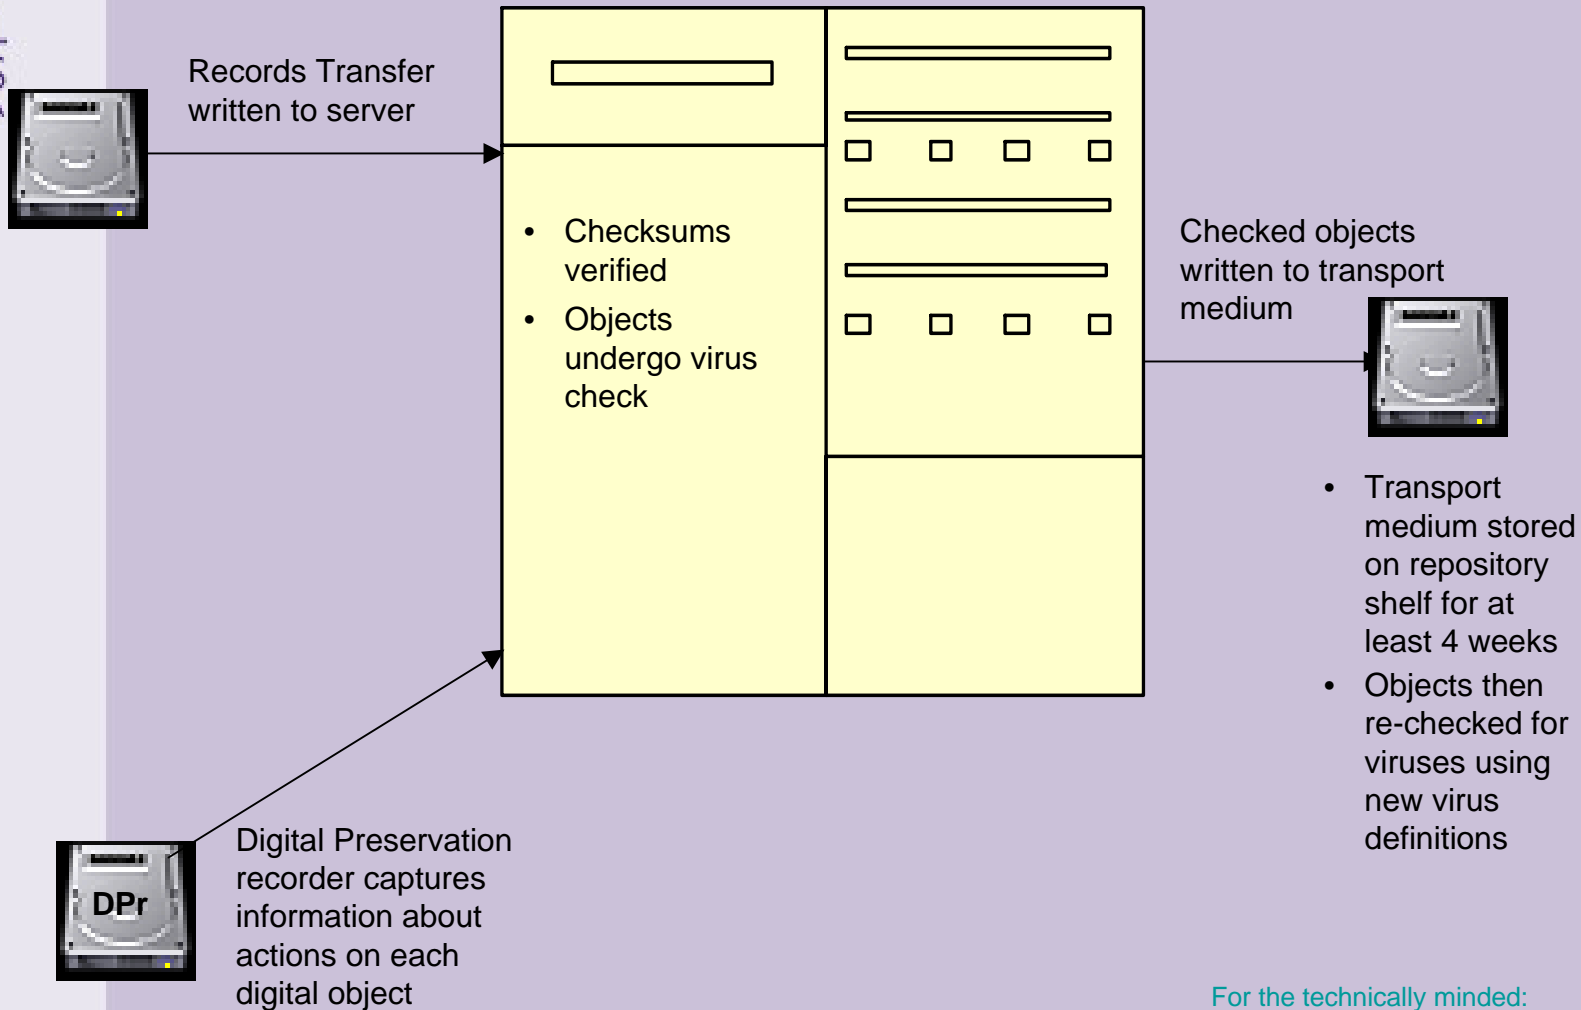 Records Transfer
written to server
• Checksums
verified
• Objects
undergo virus
check
Checked objects
written to transport
medium
• Transport
medium stored
on repository
shelf for at
least 4 weeks
• Objects then
re-checked for
viruses using
new virus
definitions
DPr
Digital Preservation
recorder captures
information about
actions on each
digital object
For the technically minded: